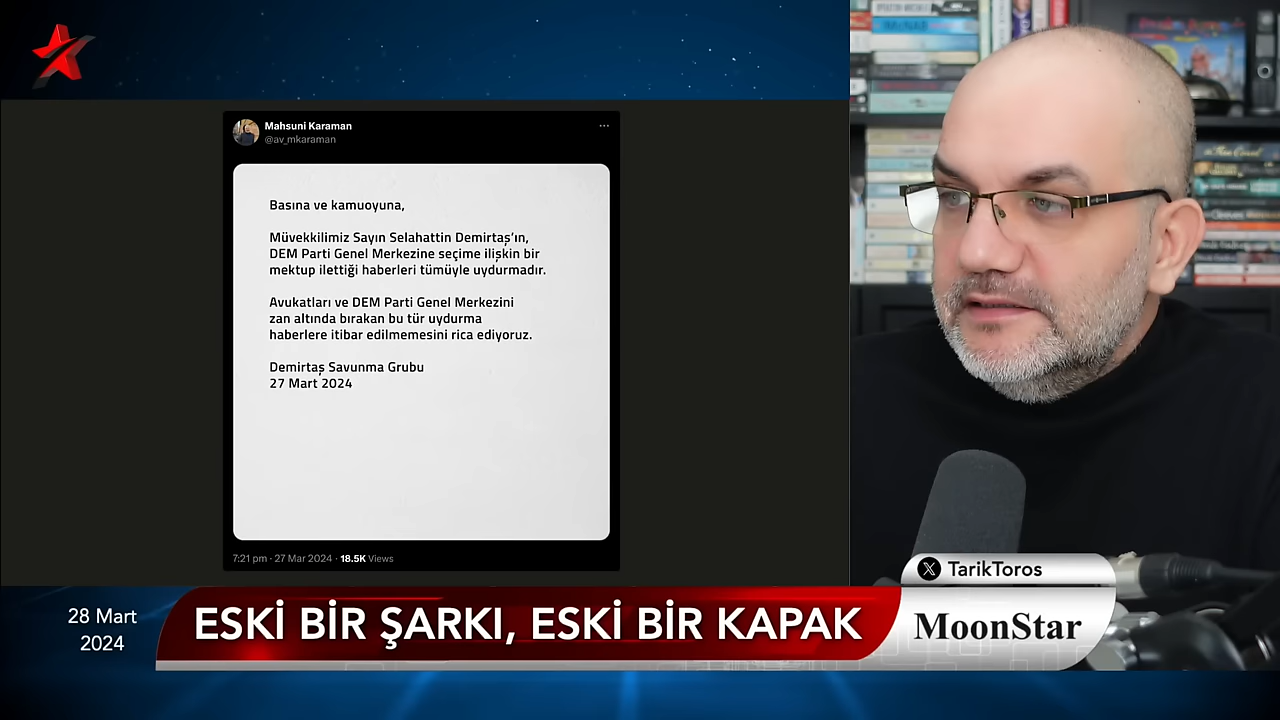 Mahsuni Karaman
@av_mkaraman
Basına ve kamuoyuna,
Müvekkilimiz Sayın Selahattin Demirtaş'ın,
DEM Parti Genel Merkezine seçime ilişkin bir
mektup ilettiği haberleri tümüyle uydurmadır.
Avukatları ve DEM Parti Genel Merkezini
zan altında bırakan bu tür uydurma
haberlere itibar edilmemesini rica ediyoruz.
Demirtaş Savunma Grubu
27 Mart 2024
7:21 pm · 27 Mar 2024 · 18.5K Views
28 Mart
2024
ESKİ BİR ŞARKI, ESKİ BİR KAPAK
TarikToros
MoonStar